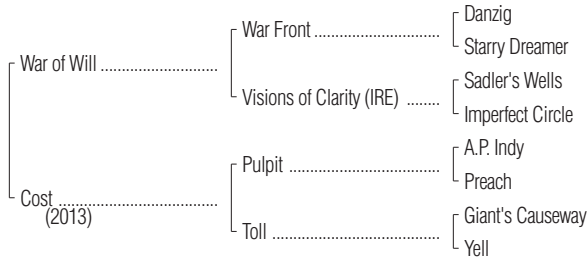 Danzig
War Front ........................................
Starry Dreamer
War of Will .....................................
Sadler's Wells
Visions of Clarity (IRE) ..........
Imperfect Circle
A.P. Indy
Pulpit ................................................
Preach
Cost ..................................................
(2013)
Giant's Causeway
Toll .....................................................
Yell